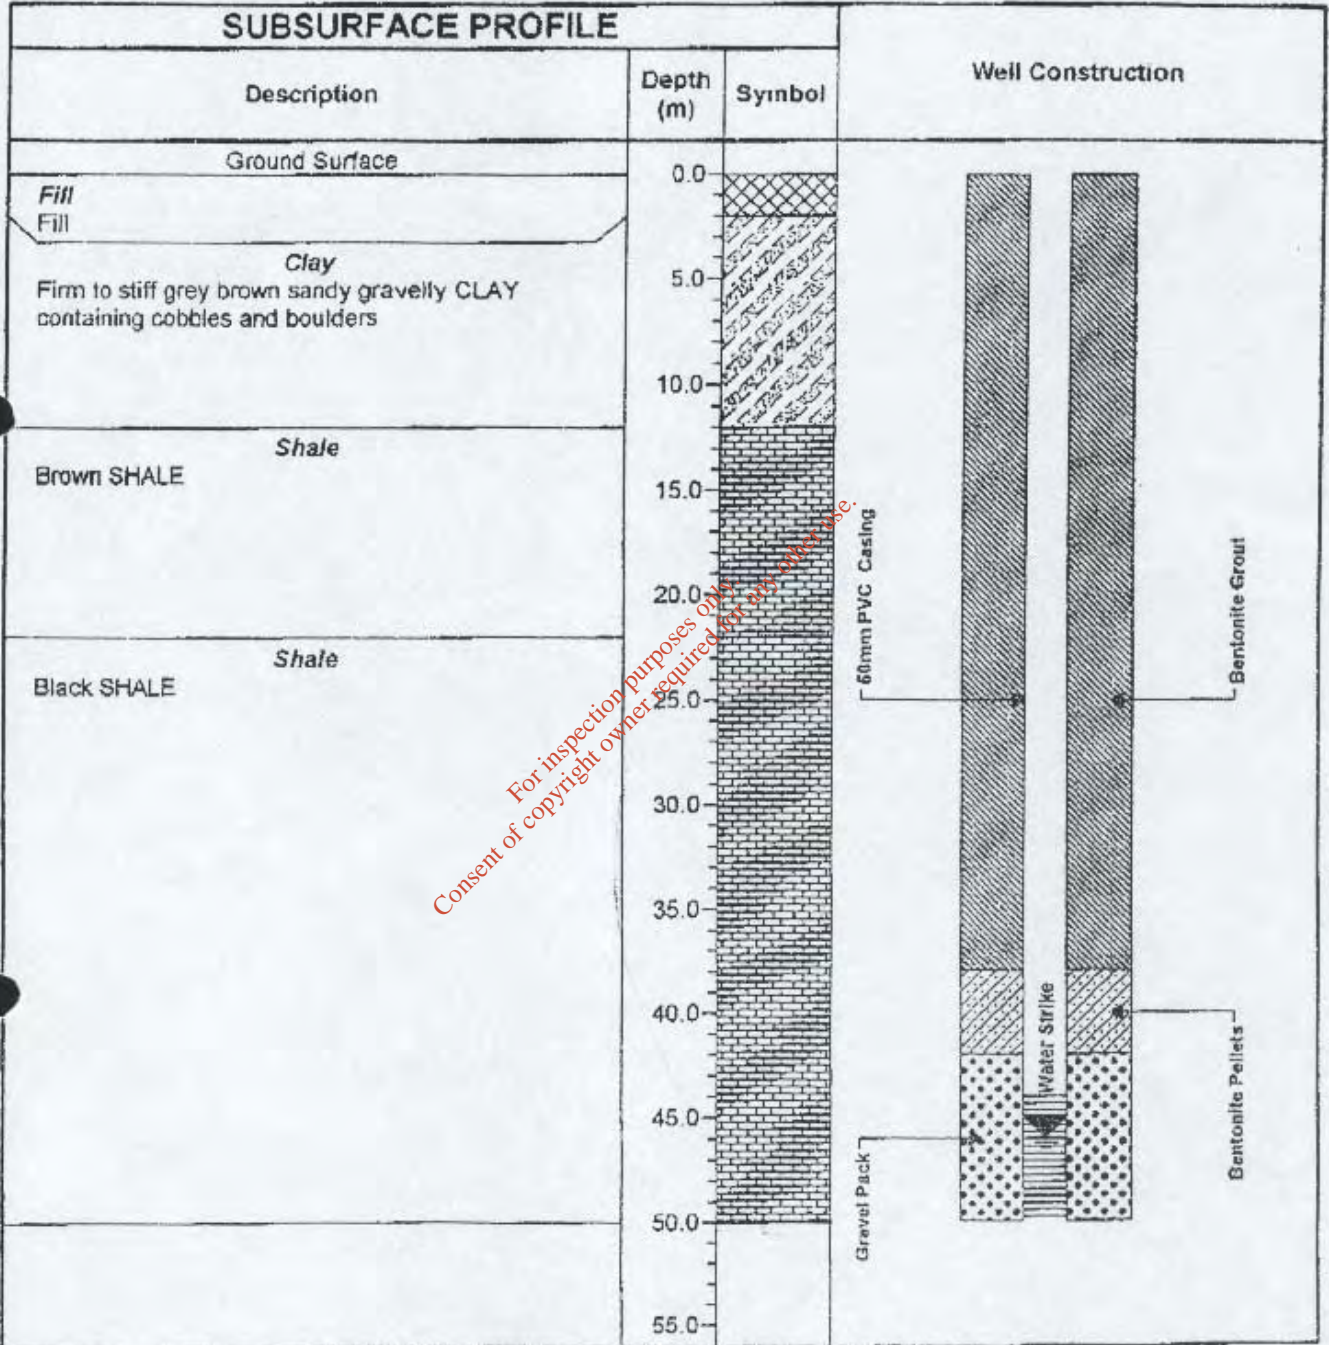 SUBSURFACE PROFILE
Description
Depth
(m)
Symbol
Well Construction
Ground Surface
Fill
Fill
Clay
Firm to stiff grey brown sandy gravelly CLAY
containing cobbles and boulders
Shale
Brown SHALE
Shale
Black SHALE
0.0
5.0
10.0
15.0
20.0
25.0
30.0
35.0
40.0
45.0
50.0
55.0
60mm PVC Casing
Bentonite Grout
Water Strike
Bentonite Pellets
Gravel Pack
For inspection purposes only.
Consent of copyright owner required for any other use.